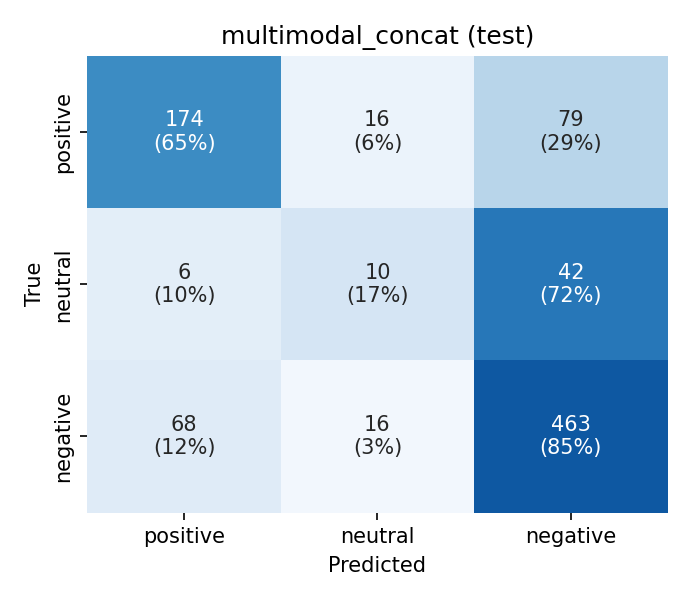 multimodal_concat (test)
True
positive
174
(65%)
16
(6%)
79
(29%)
neutral
6
(10%)
10
(17%)
42
(72%)
negative
68
(12%)
16
(3%)
463
(85%)
positive
neutral
negative
Predicted